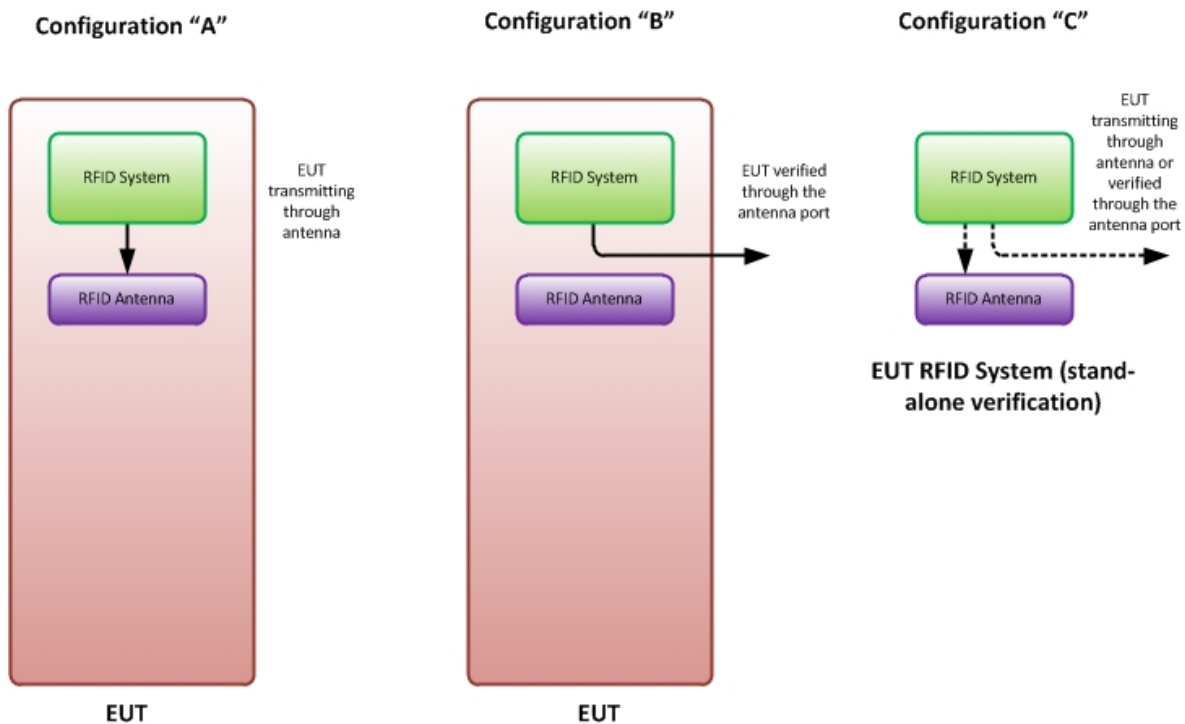 Configuration “A”
Configuration “B”
Configuration “C”
RFID System
RFID Antenna
EUT
transmitting
through
antenna
EUT
RFID System
RFID Antenna
EUT verified
through the
antenna port
EUT
RFID System
RFID Antenna
EUT
transmitting
through
antenna or
verified
through the
antenna port
EUT RFID System (stand-
alone verification)